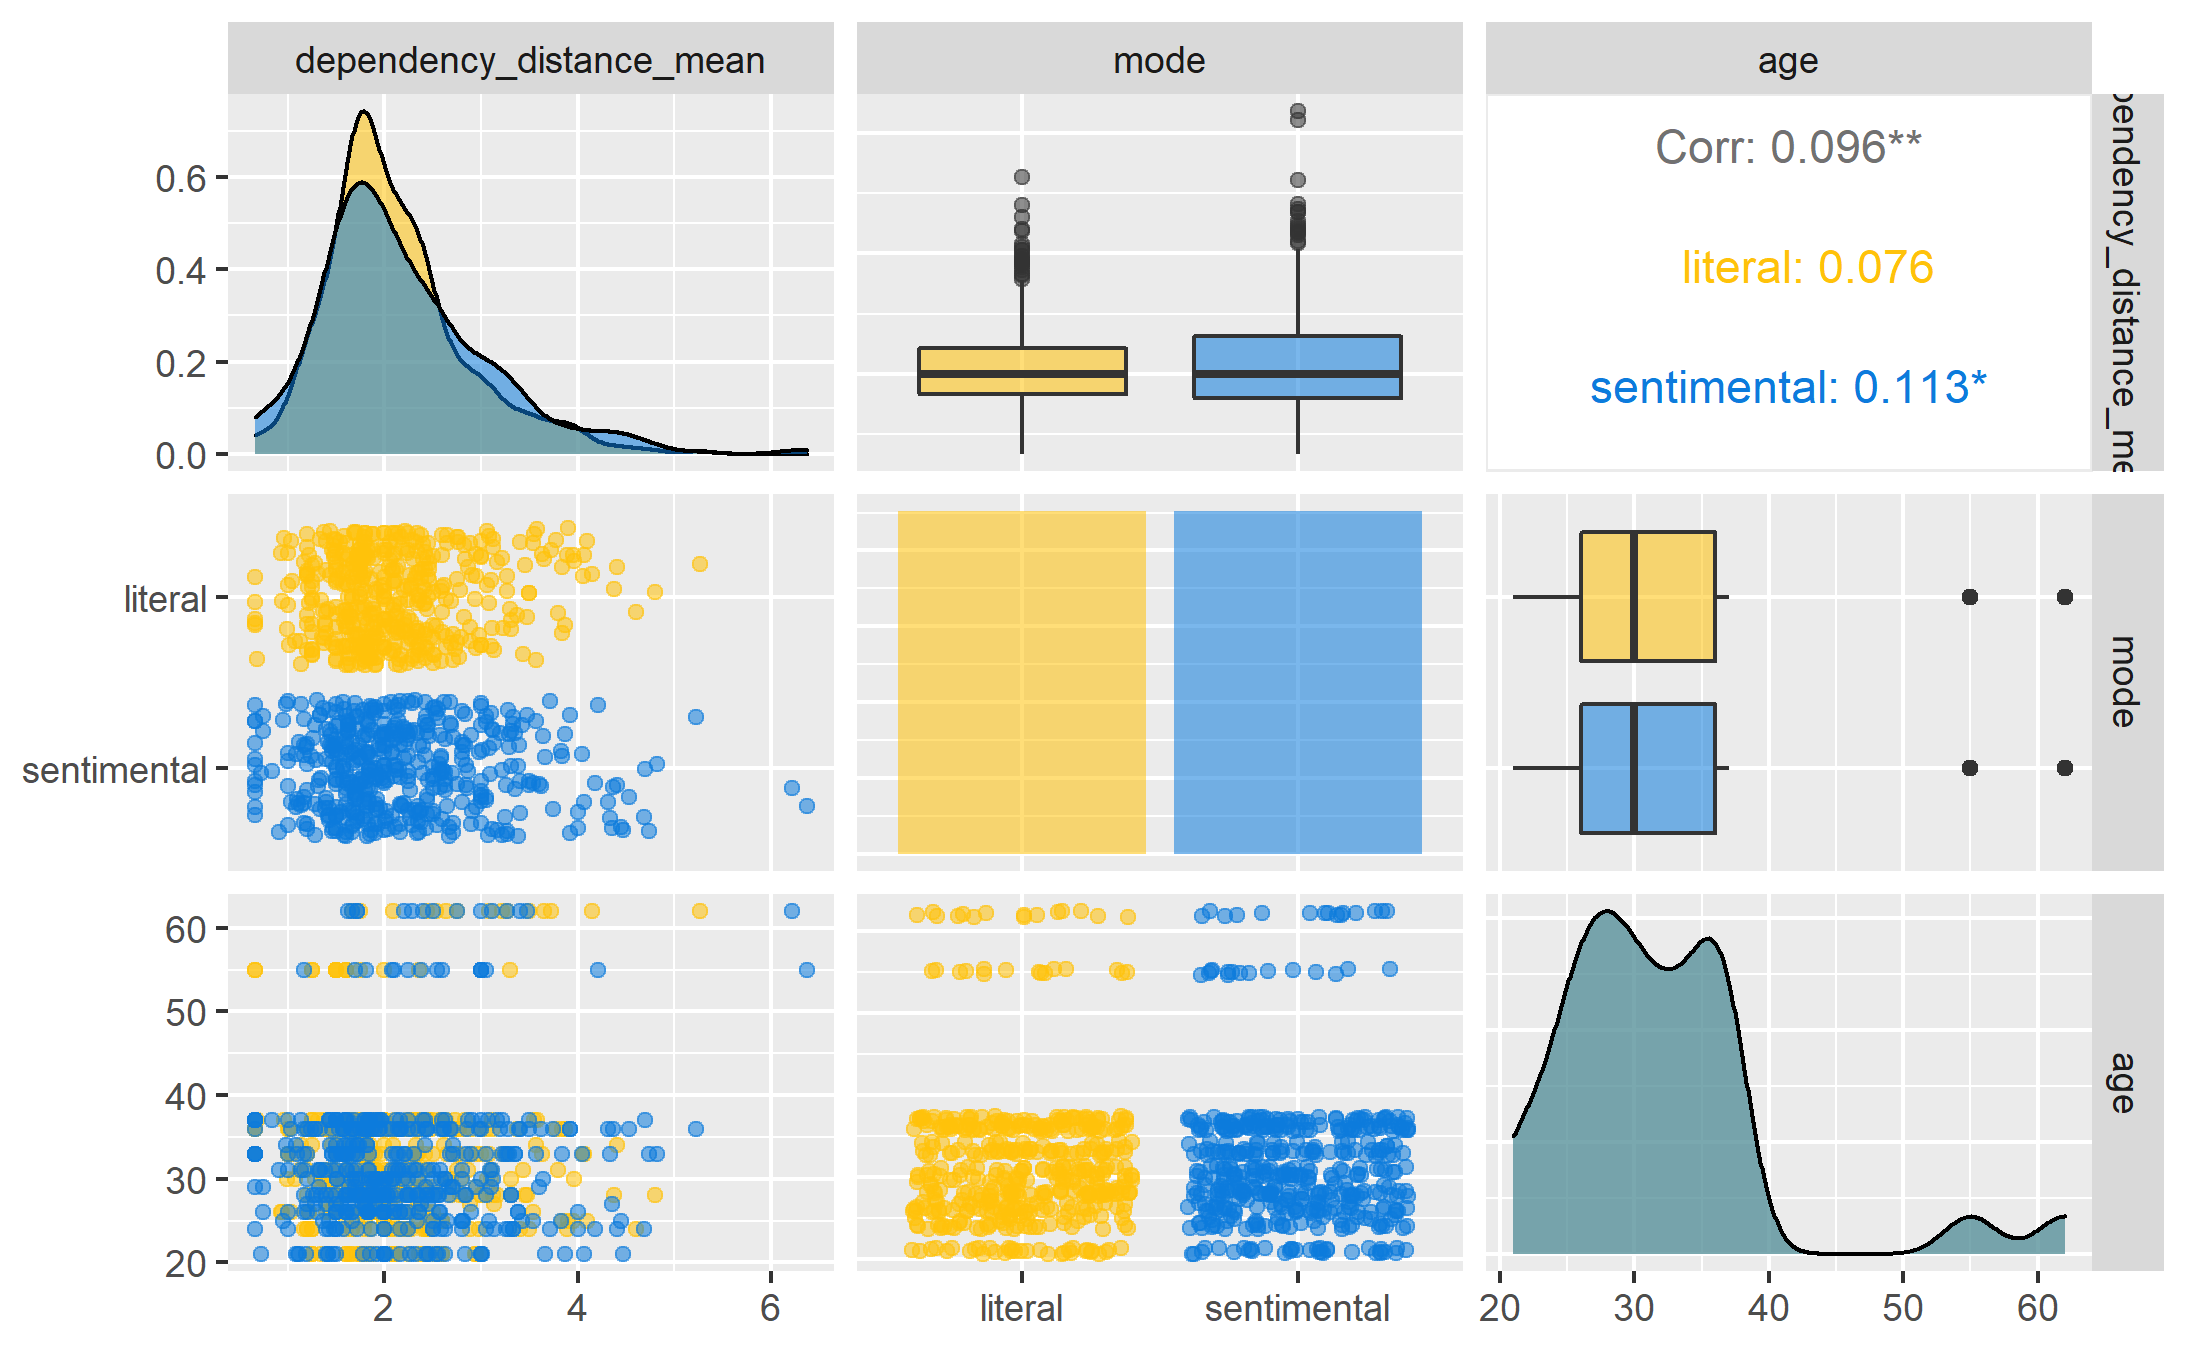 dependency_distance_mean
mode
age
0.6
0.4
0.2
0.0
Corr: 0.096**
literal: 0.076
sentimental: 0.113*
pendency_distance_me
literal
sentimental
mode
60
50
40
30
20
age
2 4 6
literal sentimental
20 30 40 50 60